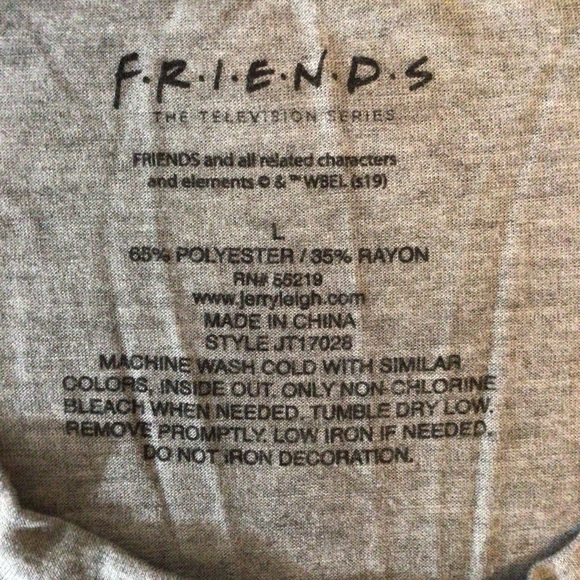 F·R·I·E·N·D·S
THE TELEVISION SERIES
FRIENDS and all related characters
and elements © & ™ WBEI. (s19)
L
65% POLYESTER / 35% RAYON
RN# 55219
www.jerryleigh.com
MADE IN CHINA
STYLE JT17028
MACHINE WASH COLD WITH SIMILAR
COLORS. INSIDE OUT. ONLY NON-CHLORINE
BLEACH WHEN NEEDED. TUMBLE DRY LOW.
REMOVE PROMPTLY. LOW IRON IF NEEDED.
DO NOT IRON DECORATION.